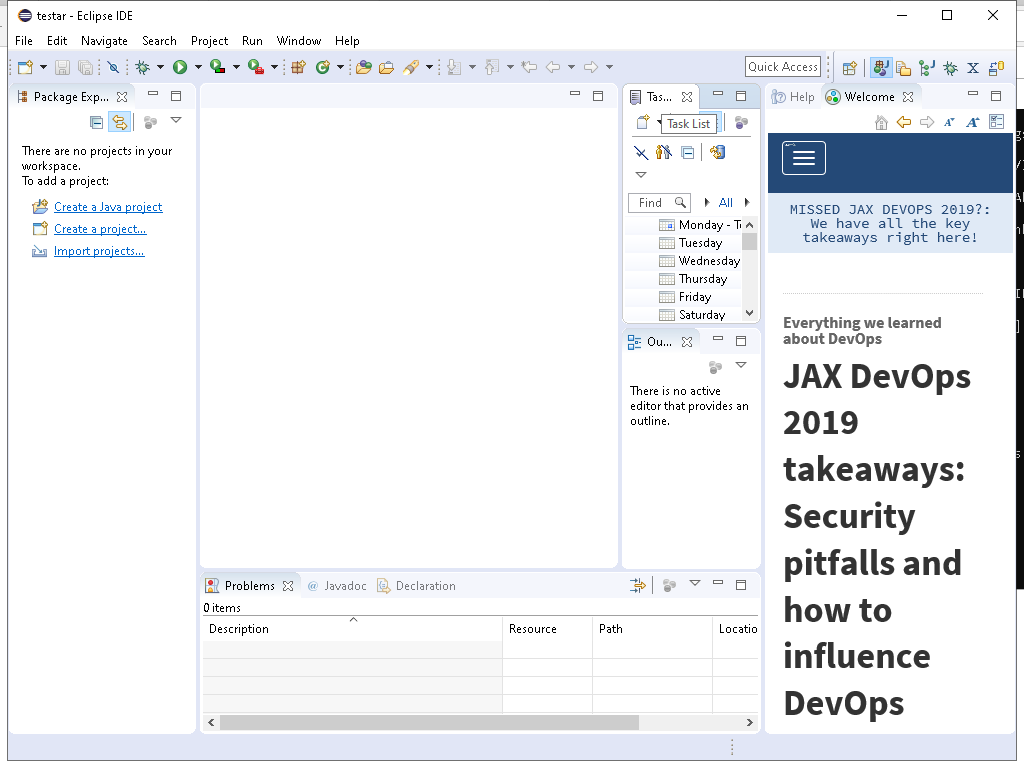 testar - Eclipse IDE
File Edit Navigate Search Project Run Window Help
Quick Access
Package Exp...
There are no projects in your
workspace.
To add a project:
Create a Java project
Create a project...
Import projects...
Tas...
Task List
Find
All
Monday - T
Tuesday
Wednesday
Thursday
Friday
Saturday
Ou...
There is no active
editor that provides an
outline.
Help Welcome
MISSED JAX DEVOPS 2019?:
We have all the key
takeaways right here!
Everything we learned
about DevOps
JAX DevOps
2019
takeaways:
Security
pitfalls and
how to
influence
DevOps
Problems @ Javadoc Declaration
0 items
Description Resource Path Locatio